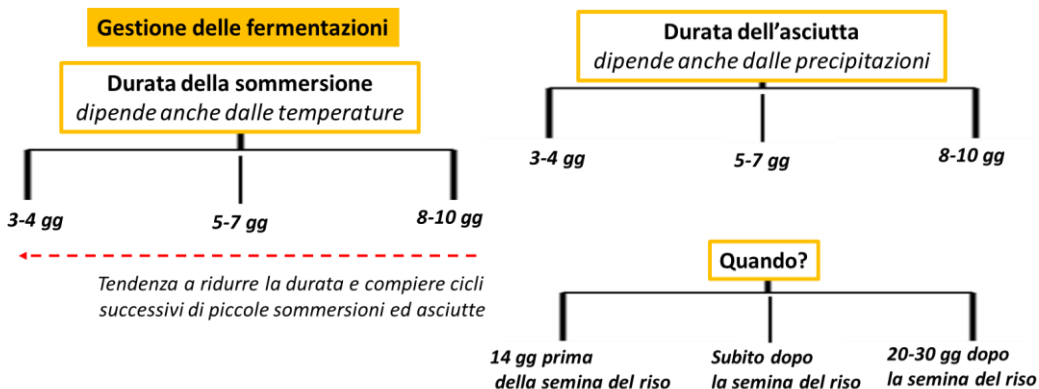 Gestione delle fermentazioni
Durata della sommersione
dipende anche dalle temperature
3-4 gg
5-7 gg
8-10 gg
Tendenza a ridurre la durata e compiere cicli
successivi di piccole sommersioni ed asciutte
Durata dell'asciutta
dipende anche dalle precipitazioni
3-4 gg
5-7 gg
8-10 gg
Quando?
14 gg prima
della semina del riso
Subito dopo
la semina del riso
20-30 gg dopo
la semina del riso